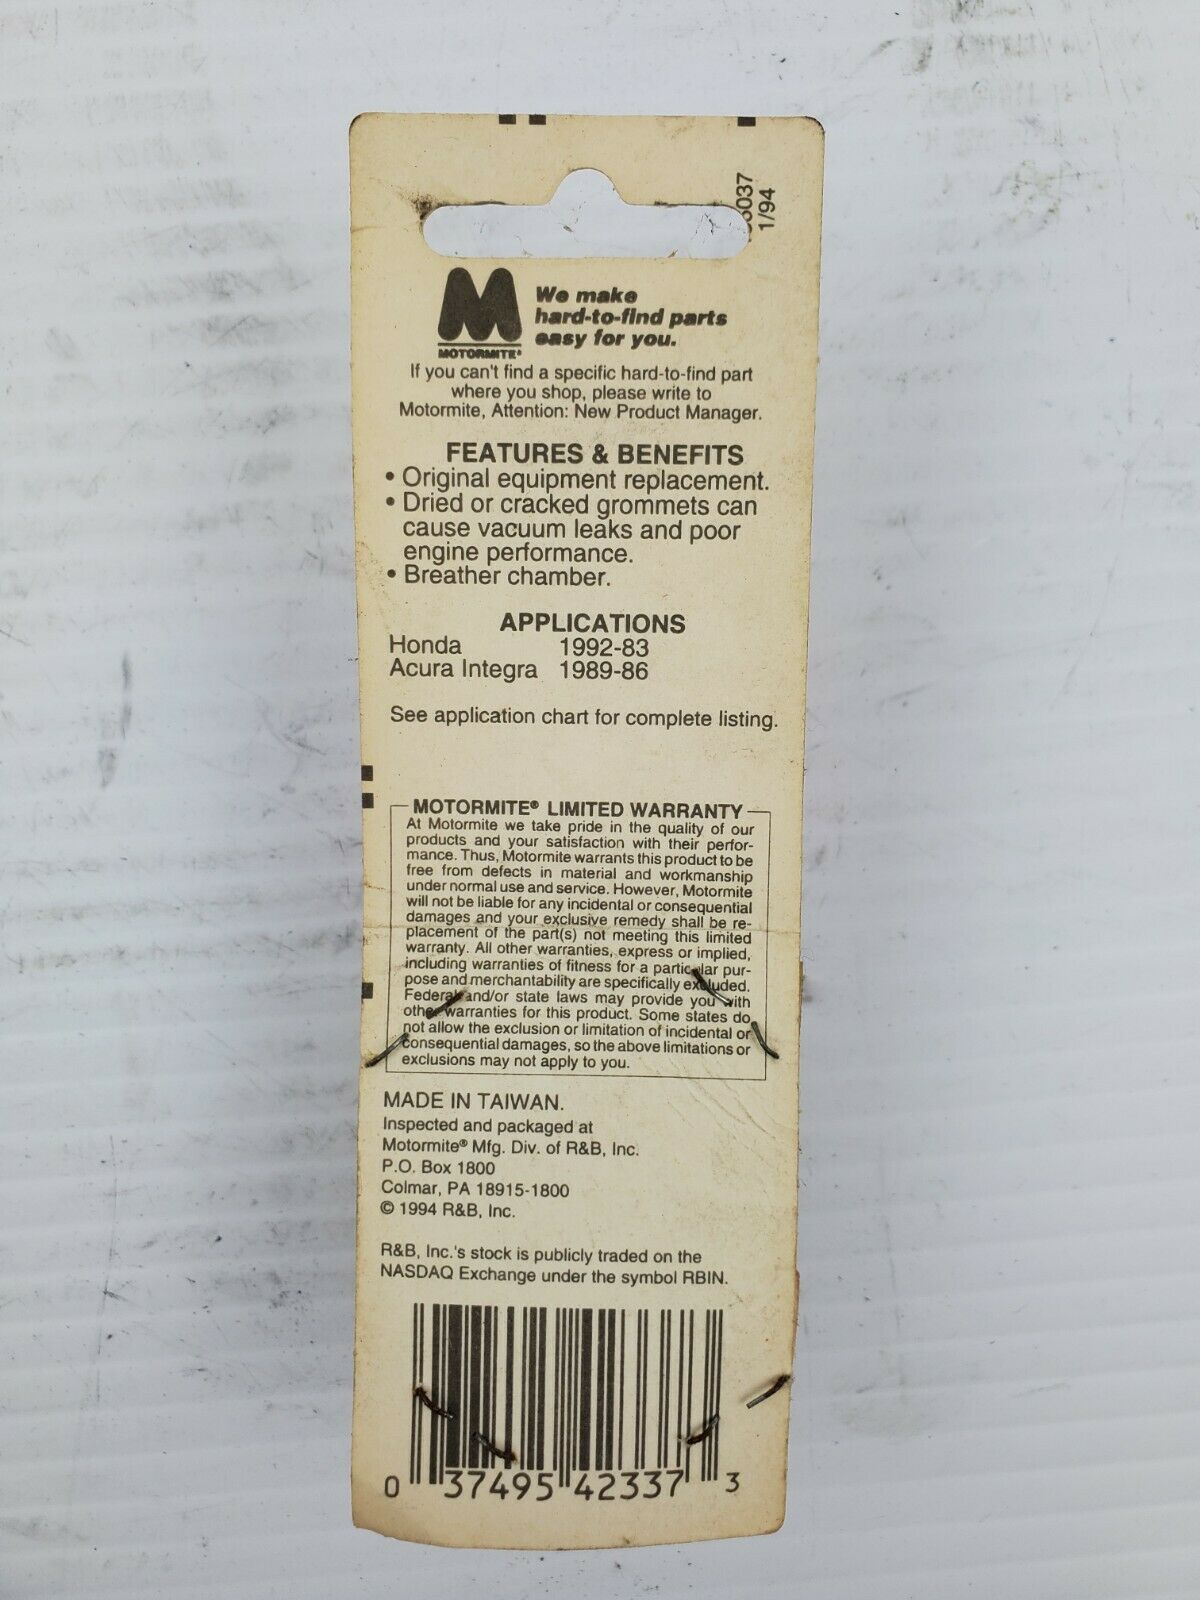 1/94
M
MOTORMITE®
We make
hard-to-find parts
easy for you.
If you can't find a specific hard-to-find part
where you shop, please write to
Motormite, Attention: New Product Manager.
FEATURES & BENEFITS
• Original equipment replacement.
• Dried or cracked grommets can
cause vacuum leaks and poor
engine performance.
• Breather chamber.
APPLICATIONS
Honda 1992-83
Acura Integra 1989-86
See application chart for complete listing.
MOTORMITE® LIMITED WARRANTY
At Motormite we take pride in the quality of our
products and your satisfaction with their perfor-
mance. Thus, Motormite warrants this product to be
free from defects in material and workmanship
under normal use and service. However, Motormite
will not be liable for any incidental or consequential
damages and your exclusive remedy shall be re-
placement of the part(s) not meeting this limited
warranty. All other warranties, express or implied,
including warranties of fitness for a particular pur-
pose and merchantability are specifically excluded.
Federal and/or state laws may provide you with
other warranties for this product. Some states do
not allow the exclusion or limitation of incidental or
consequential damages, so the above limitations or
exclusions may not apply to you.
MADE IN TAIWAN.
Inspected and packaged at
Motormite® Mfg. Div. of R&B, Inc.
P.O. Box 1800
Colmar, PA 18915-1800
© 1994 R&B, Inc.
R&B, Inc.'s stock is publicly traded on the
NASDAQ Exchange under the symbol RBIN.
0 37495 42337 3